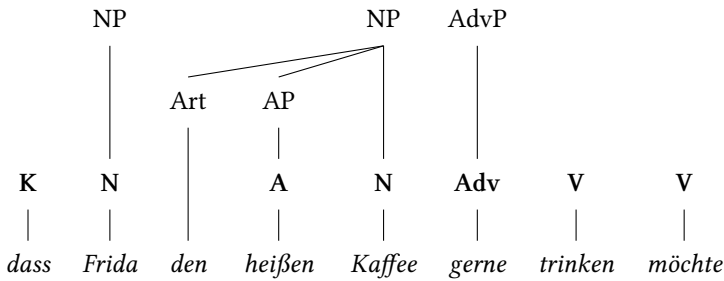 NP NP AdvP
Art AP
K N A N Adv V V
dass Frida den heißen Kaffee gerne trinken möchte